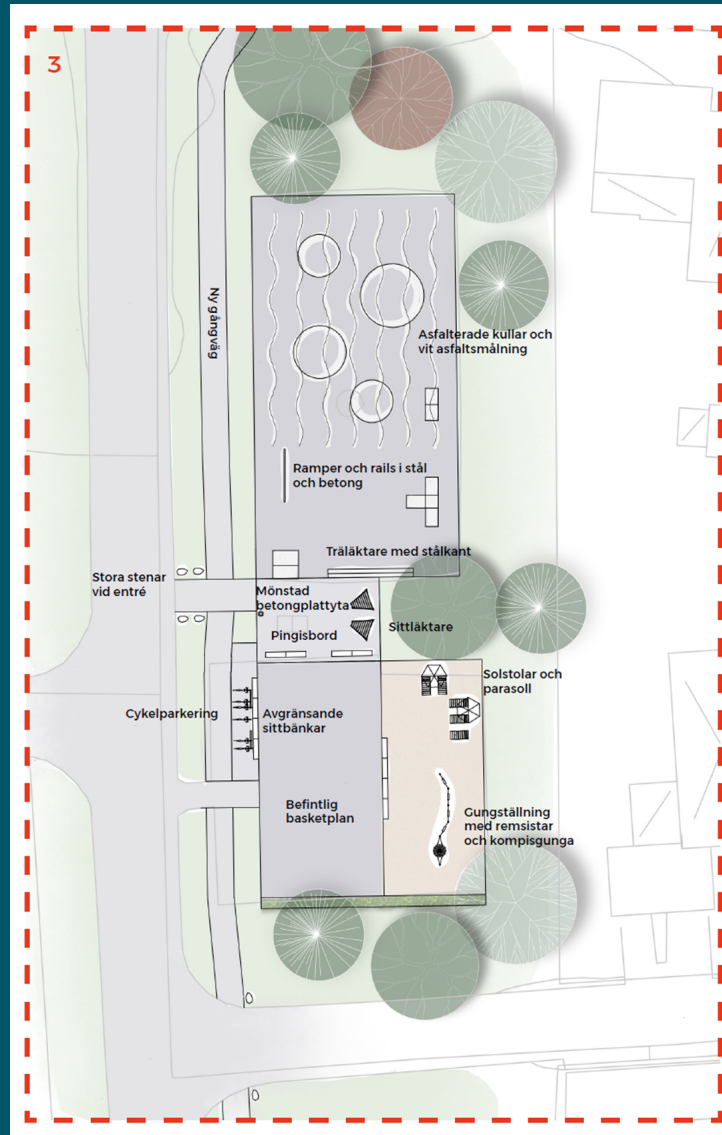 3
Ny gångväg
Asfalterade kullar och
vit asfaltsmålning
Ramper och rails i stål
och betong
Träläktare med stålkant
Stora stenar
vid entré
Mönstad
betongplattyta
Pingisbord
Sittläktare
Solstolar och
parasoll
Cykelparkering
Avgränsande
sittbänkar
Befintlig
basketplan
Gungställning
med remsistar
och kompisgunga